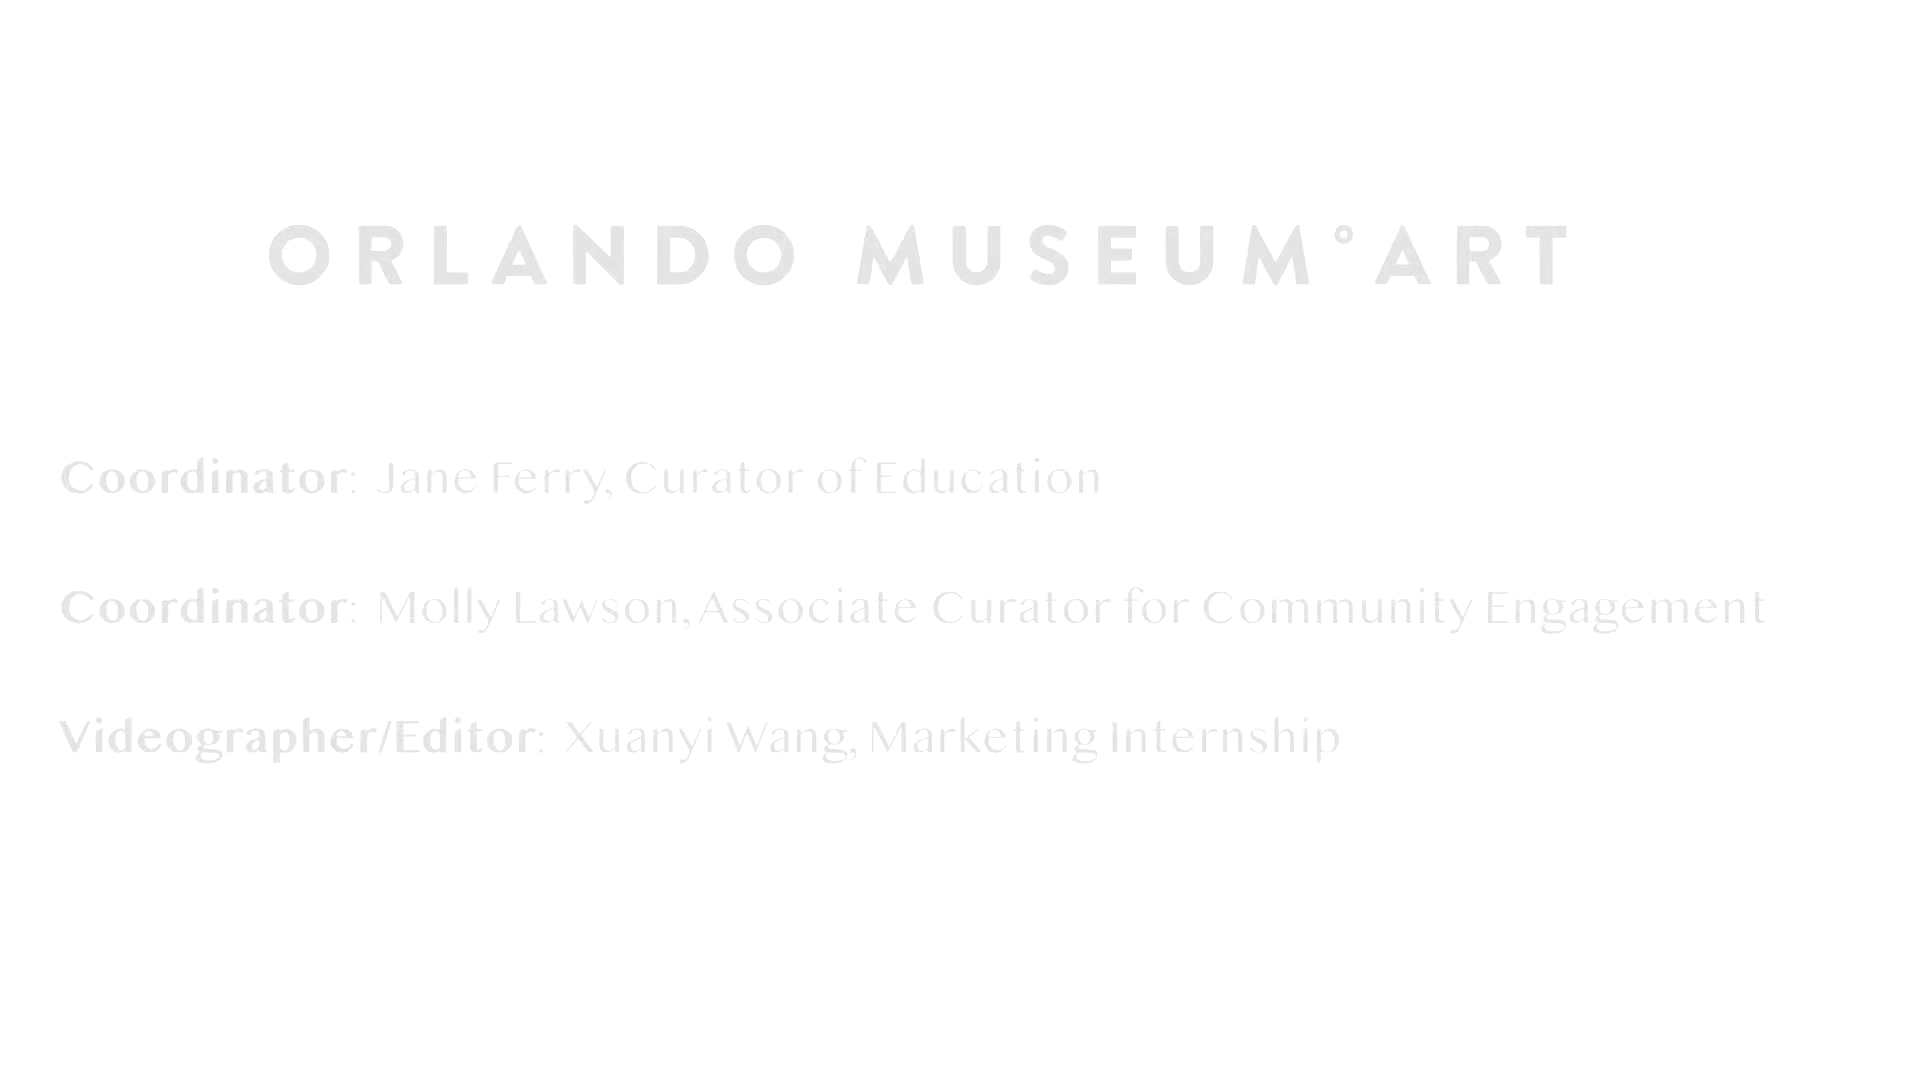 ORLANDO MUSEUM°ART
Coordinator: Jane Ferry, Curator of Education
Coordinator: Molly Lawson, Associate Curator for Community Engagement
Videographer/Editor: Xuanyi Wang, Marketing Internship